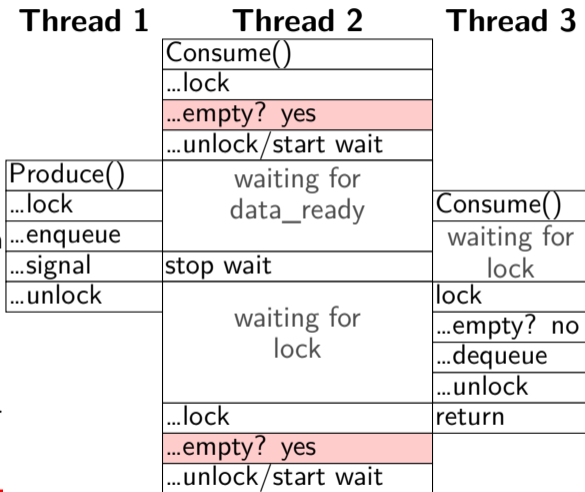 Thread 1 Thread 2 Thread 3
Consume()
...lock
...empty? yes
...unlock/start wait
Produce() waiting for
...lock data_ready Consume()
...enqueue waiting for
...signal stop wait lock
...unlock lock
waiting for ...empty? no
lock ...dequeue
...unlock
...lock return
...empty? yes
...unlock/start wait